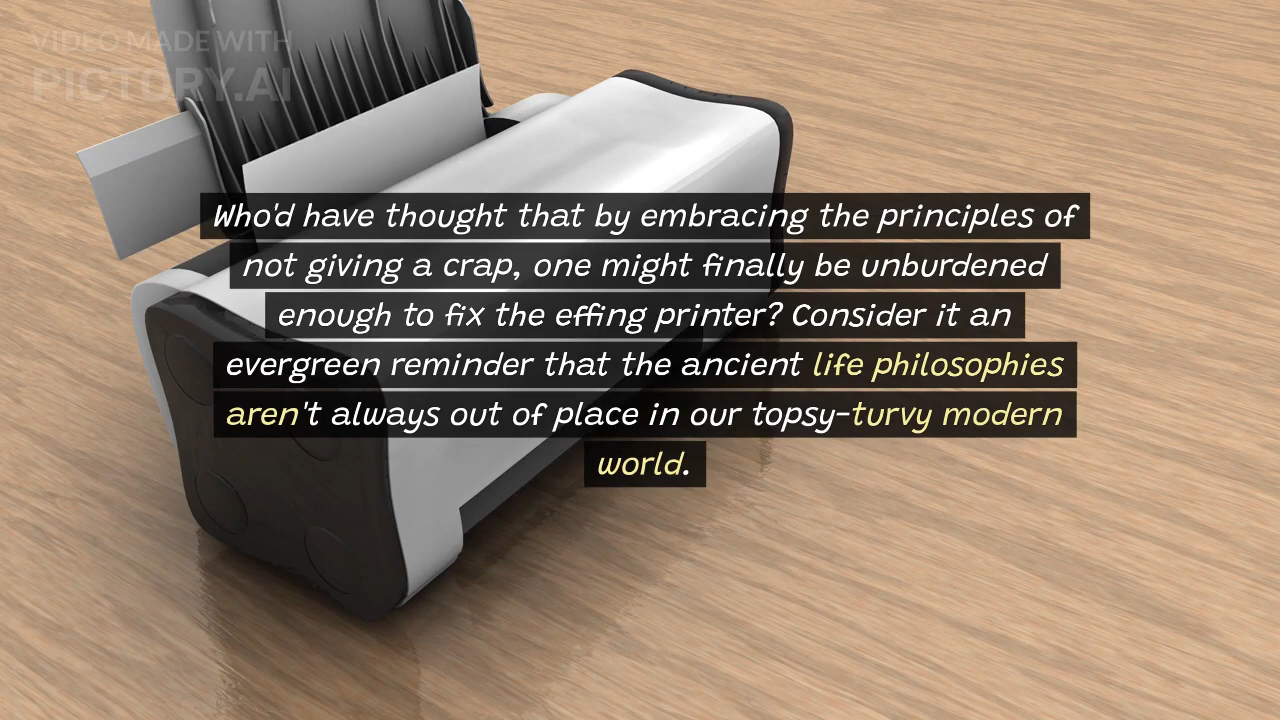 VIDEO MADE WITH
PICTORY.AI
Who'd have thought that by embracing the principles of
not giving a crap, one might finally be unburdened
enough to fix the effing printer? Consider it an
evergreen reminder that the ancient life philosophies
aren't always out of place in our topsy-turvy modern
world.